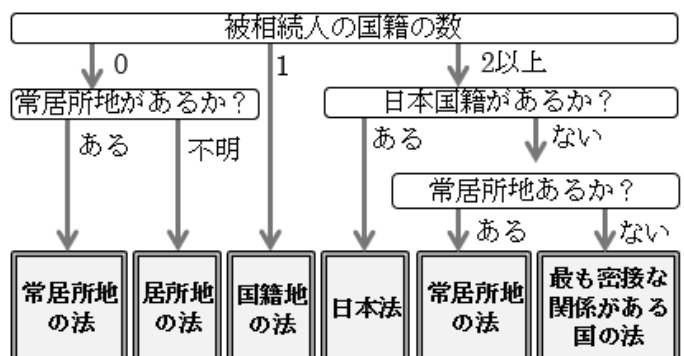 被相続人の国籍の数
0
1
2以上
常居所地があるか？
日本国籍があるか？
ある
不明
ある
ない
常居所地あるか？
ある
ない
常居所地
の法
居所地
の法
国籍地
の法
日本法
常居所地
の法
最も密接な
関係がある
国の法